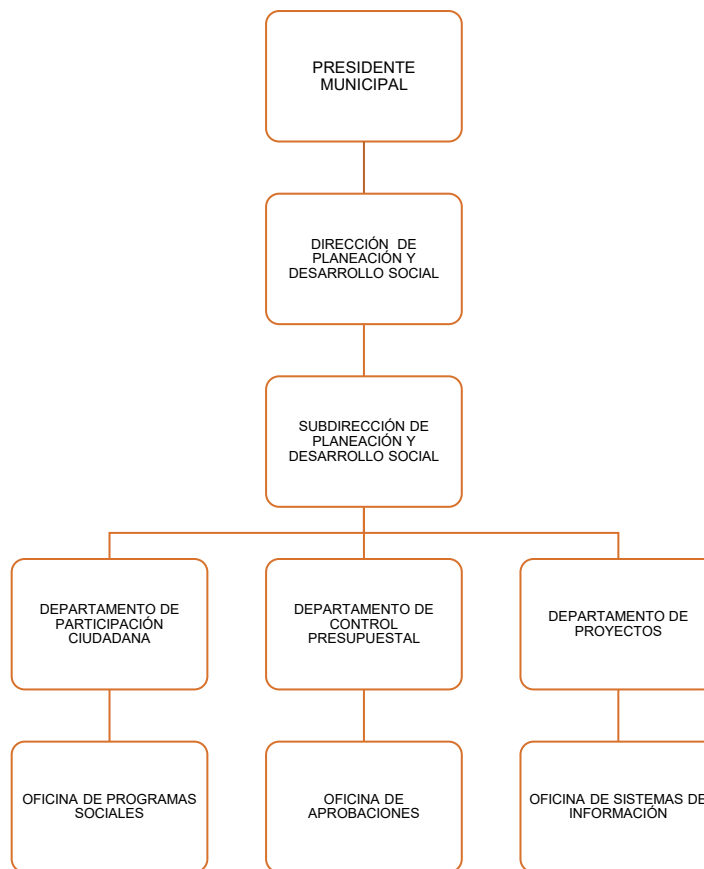 PRESIDENTE
MUNICIPAL
DIRECCIÓN DE
PLANEACIÓN Y
DESARROLLO SOCIAL
SUBDIRECCIÓN DE
PLANEACIÓN Y
DESARROLLO SOCIAL
DEPARTAMENTO DE
PARTICIPACIÓN
CIUDADANA
DEPARTAMENTO DE
CONTROL
PRESUPUESTAL
DEPARTAMENTO DE
PROYECTOS
OFICINA DE PROGRAMAS
SOCIALES
OFICINA DE
APROBACIONES
OFICINA DE SISTEMAS DE
INFORMACIÓN